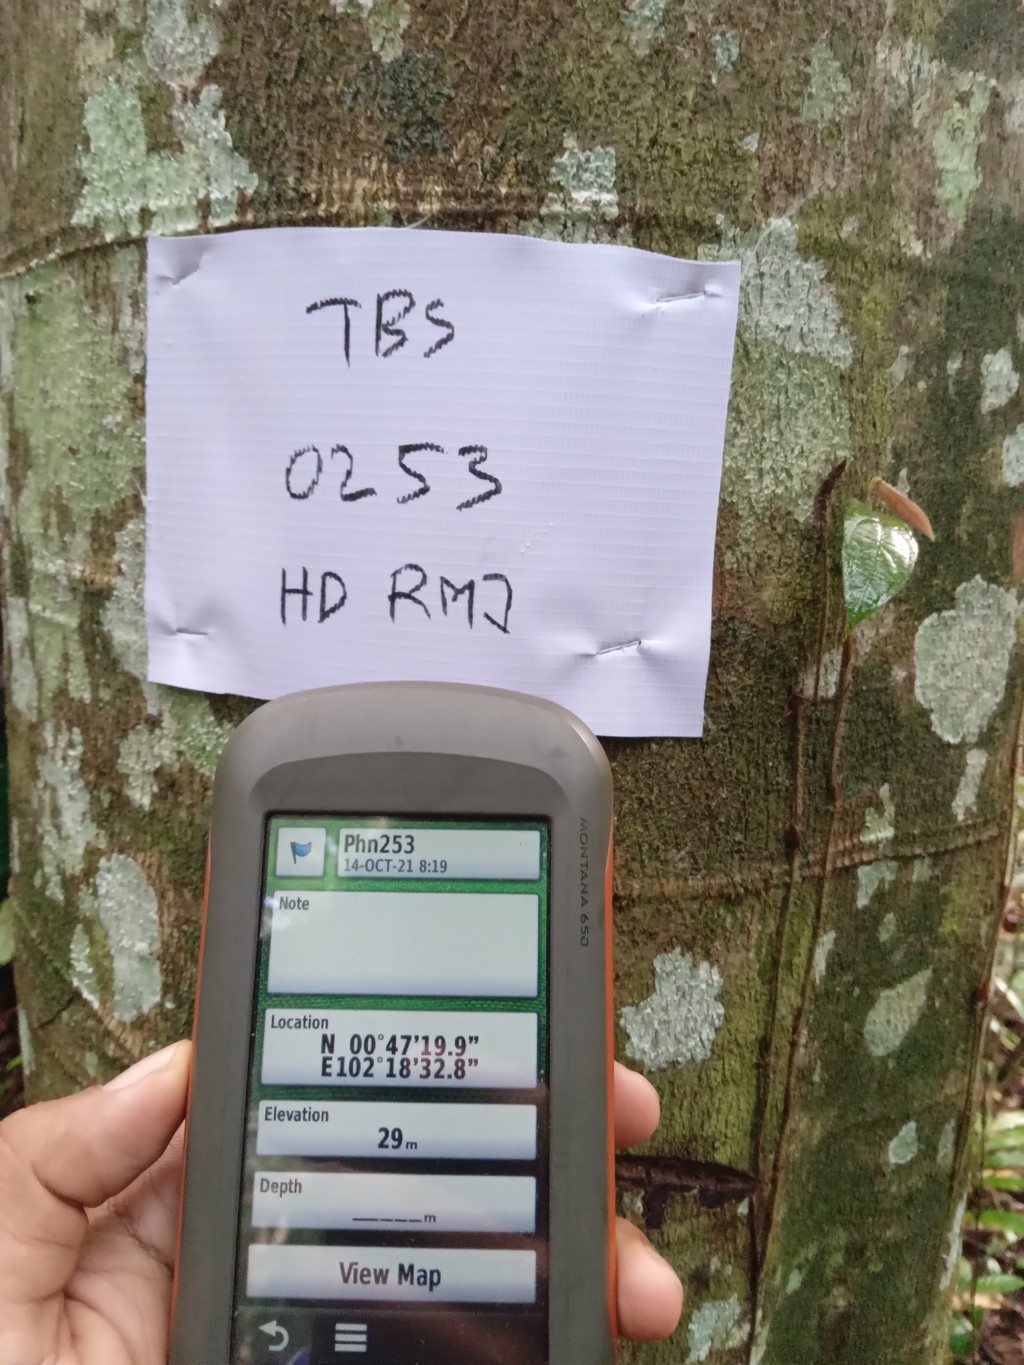 TBS
0253
HD RMJ
MONTANA 650
Phn253
14-OCT-21 8:19
Note
Location
N 00°47'19.9"
E102°18'32.8"
Elevation
29m
Depth
_____m
View Map